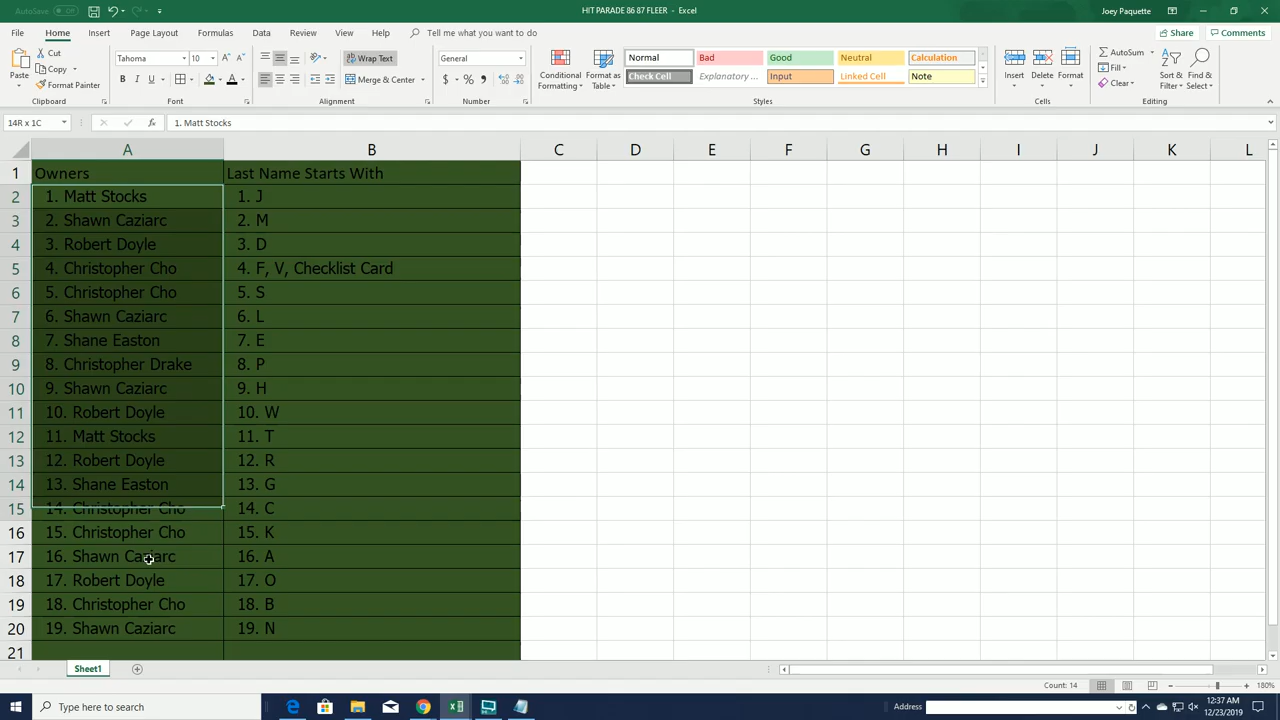 AutoSave Off
HIT PARADE 86 87 FLEER - Excel
Joey Paquette
File Home Insert Page Layout Formulas Data Review View Help Tell me what you want to do
Share Comments
Paste
Cut
Copy
Format Painter
Clipboard
Tahoma 10
B I U
Font
Wrap Text
Merge & Center
Alignment
General
$ %
Number
Conditional Formatting
Format as Table
Normal Bad Good Neutral Calculation
Check Cell Explanatory ... Input Linked Cell Note
Styles
Insert Delete Format
Cells
AutoSum
Fill
Clear
Sort & Filter
Find & Select
Editing
14R x 1C
fx
1. Matt Stocks
A B C D E F G H I J K L
1 Owners Last Name Starts With
2 1. Matt Stocks 1. J
3 2. Shawn Caziarc 2. M
4 3. Robert Doyle 3. D
5 4. Christopher Cho 4. F, V, Checklist Card
6 5. Christopher Cho 5. S
7 6. Shawn Caziarc 6. L
8 7. Shane Easton 7. E
9 8. Christopher Drake 8. P
10 9. Shawn Caziarc 9. H
11 10. Robert Doyle 10. W
12 11. Matt Stocks 11. T
13 12. Robert Doyle 12. R
14 13. Shane Easton 13. G
15 14. Christopher Cho 14. C
16 15. Christopher Cho 15. K
17 16. Shawn Caziarc 16. A
18 17. Robert Doyle 17. O
19 18. Christopher Cho 18. B
20 19. Shawn Caziarc 19. N
21
Sheet1
Count: 14
180%
Type here to search
Address
12:37 AM
12/23/2019